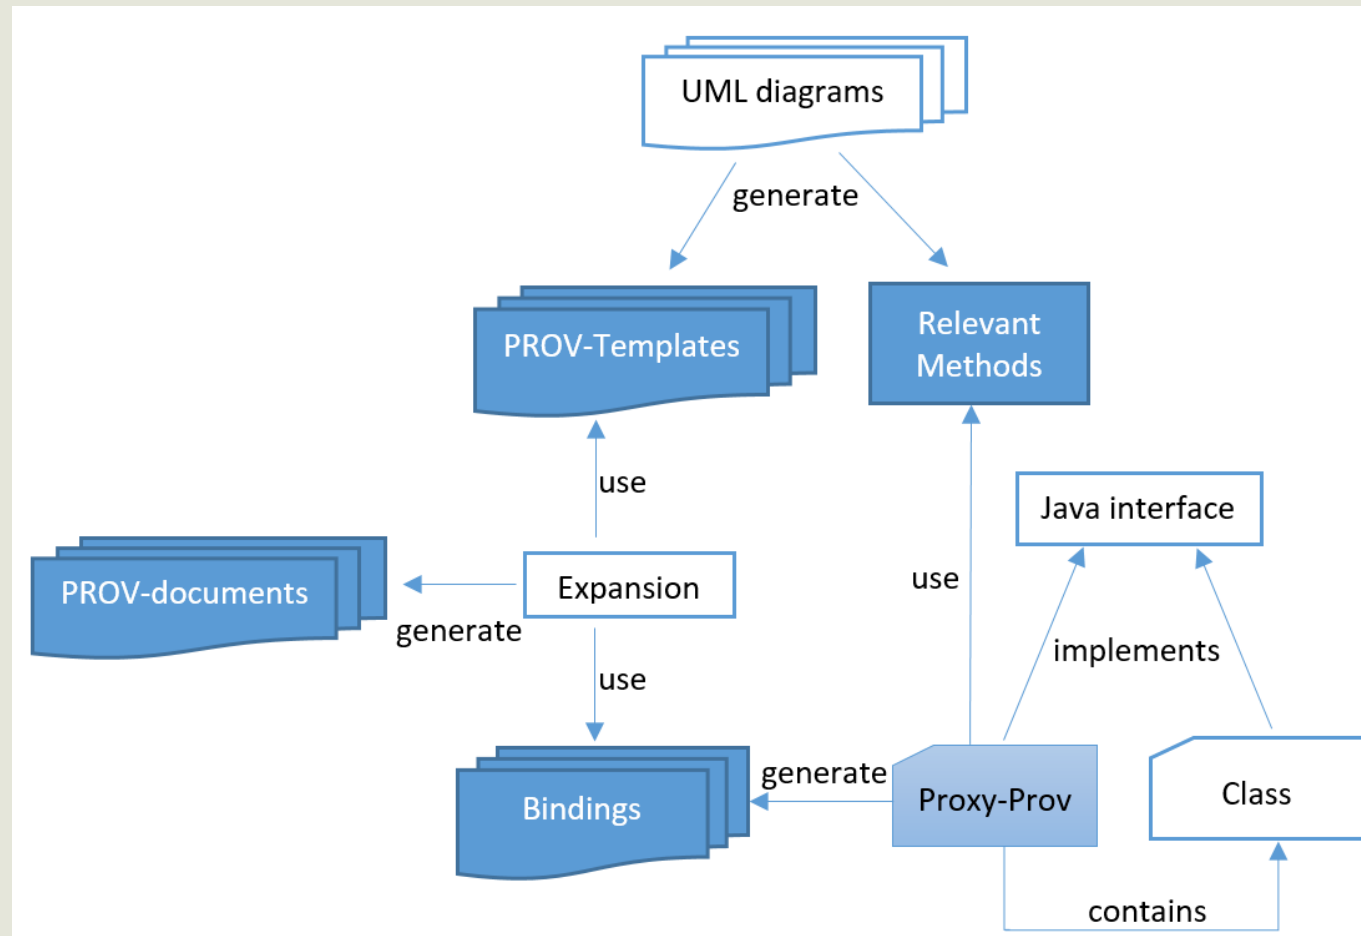 UML diagrams
generate
PROV-Templates
Relevant
Methods
use
Java interface
PROV-documents
Expansion
use
generate
implements
use
generate
Bindings
Proxy-Prov
Class
contains